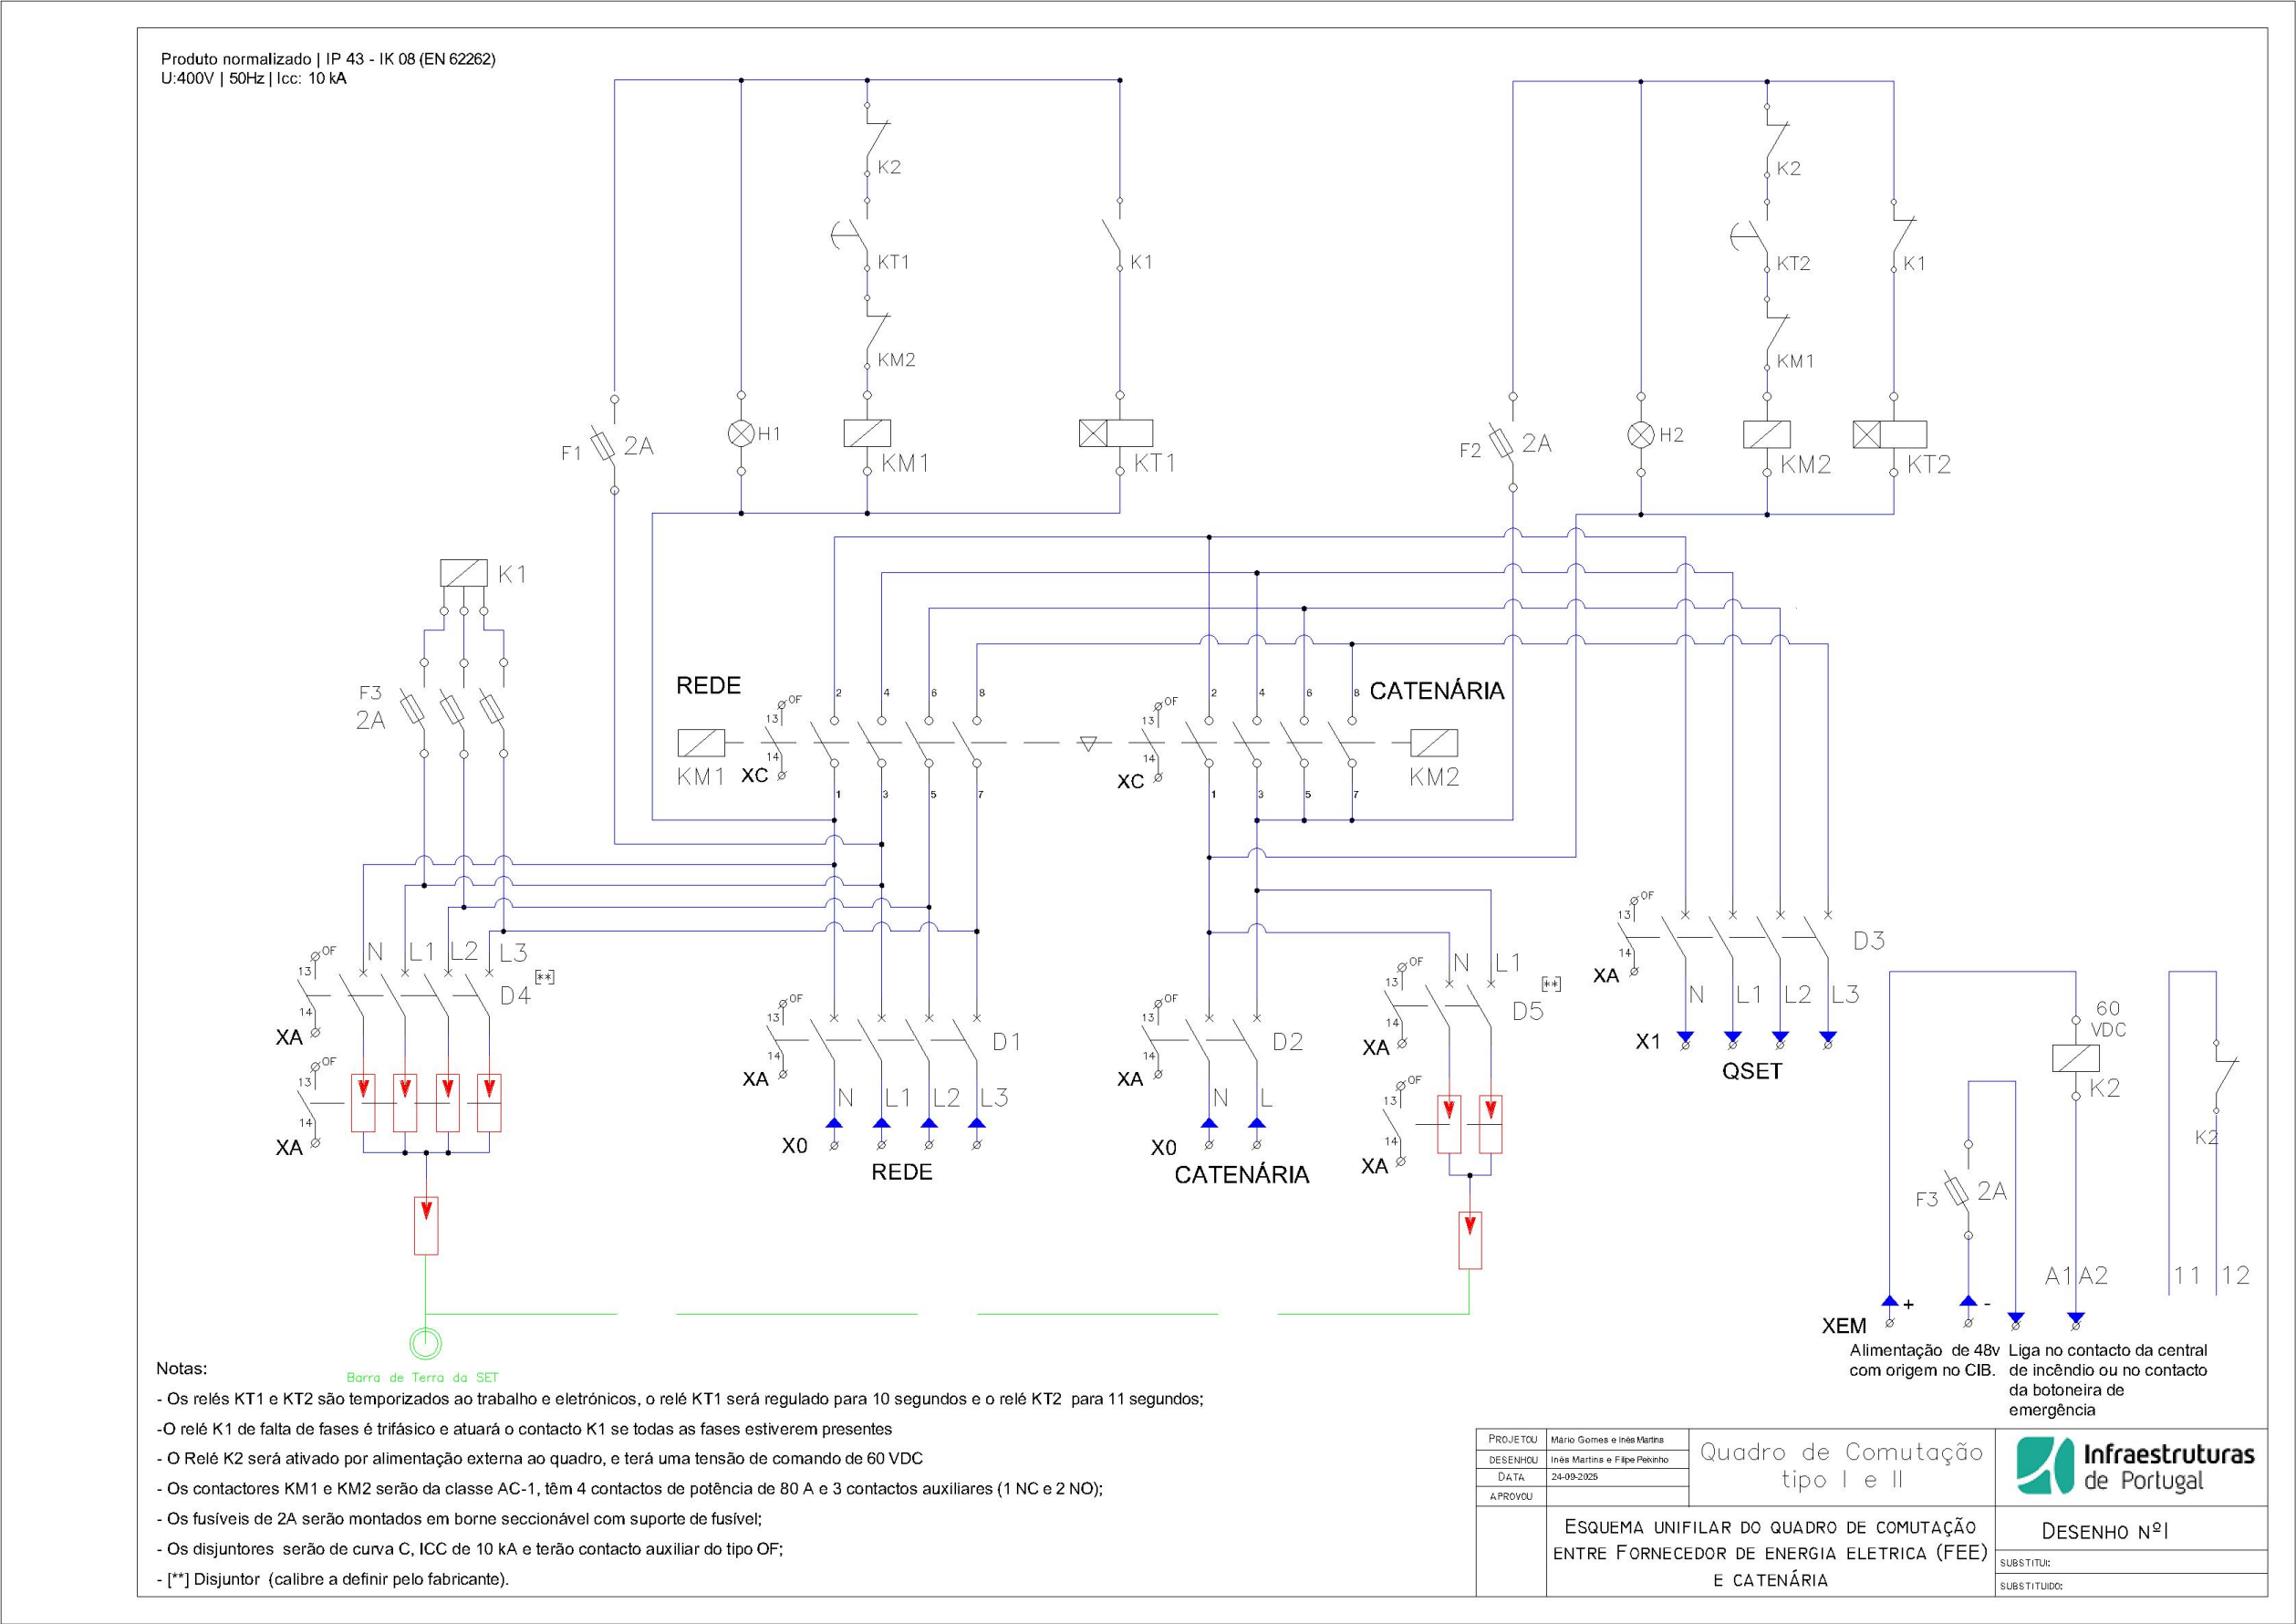 Produto normalizado | IP 43 - IK 08 (EN 62262)
U:400V | 50Hz | Icc: 10 kA
K2
K2
KT1
K1
KT2
K1
KM2
KM1
F1
2A
H1
KM1
KT1
F2
2A
H2
KM2
KT2
K1
F3
2A
REDE
OF
13
14
2
4
6
8
KM1
XC
1
3
5
7
OF
13
14
2
4
6
8
CATENÁRIA
XC
1
3
5
7
KM2
OF
13
14
XA
N
L1
L2
L3
[**]
D4
OF
13
14
XA
OF
13
14
XA
D1
N
L1
L2
L3
X0
REDE
OF
13
14
XA
D2
N
L
X0
CATENÁRIA
OF
13
14
XA
N
L1
[**]
D5
OF
13
14
XA
OF
13
14
XA
D3
N
L1
L2
L3
X1
QSET
60
VDC
K2
K2
F3
2A
A1
A2
11
12
+
-
XEM
Alimentação de 48v
com origem no CIB.
Liga no contacto da central
de incêndio ou no contacto
da botoneira de
emergência
Barra de Terra da SET
Notas:
- Os relés KT1 e KT2 são temporizados ao trabalho e eletrónicos, o relé KT1 será regulado para 10 segundos e o relé KT2 para 11 segundos;
-O relé K1 de falta de fases é trifásico e atuará o contacto K1 se todas as fases estiverem presentes
- O Relé K2 será ativado por alimentação externa ao quadro, e terá uma tensão de comando de 60 VDC
- Os contactores KM1 e KM2 serão da classe AC-1, têm 4 contactos de potência de 80 A e 3 contactos auxiliares (1 NC e 2 NO);
- Os fusíveis de 2A serão montados em borne seccionável com suporte de fusível;
- Os disjuntores serão de curva C, ICC de 10 kA e terão contacto auxiliar do tipo OF;
- [**] Disjuntor (calibre a definir pelo fabricante).
PROJETOU
Mário Gomes e Inês Martins
DESENHOU
Inês Martins e Filipe Peixinho
DATA
24-09-2025
APROVOU
Quadro de Comutação
tipo I e II
ESQUEMA UNIFILAR DO QUADRO DE COMUTAÇÃO
ENTRE FORNECEDOR DE ENERGIA ELETRICA (FEE)
E CATENÁRIA
Infraestruturas
de Portugal
DESENHO Nº1
SUBSTITUI:
SUBSTITUIDO: